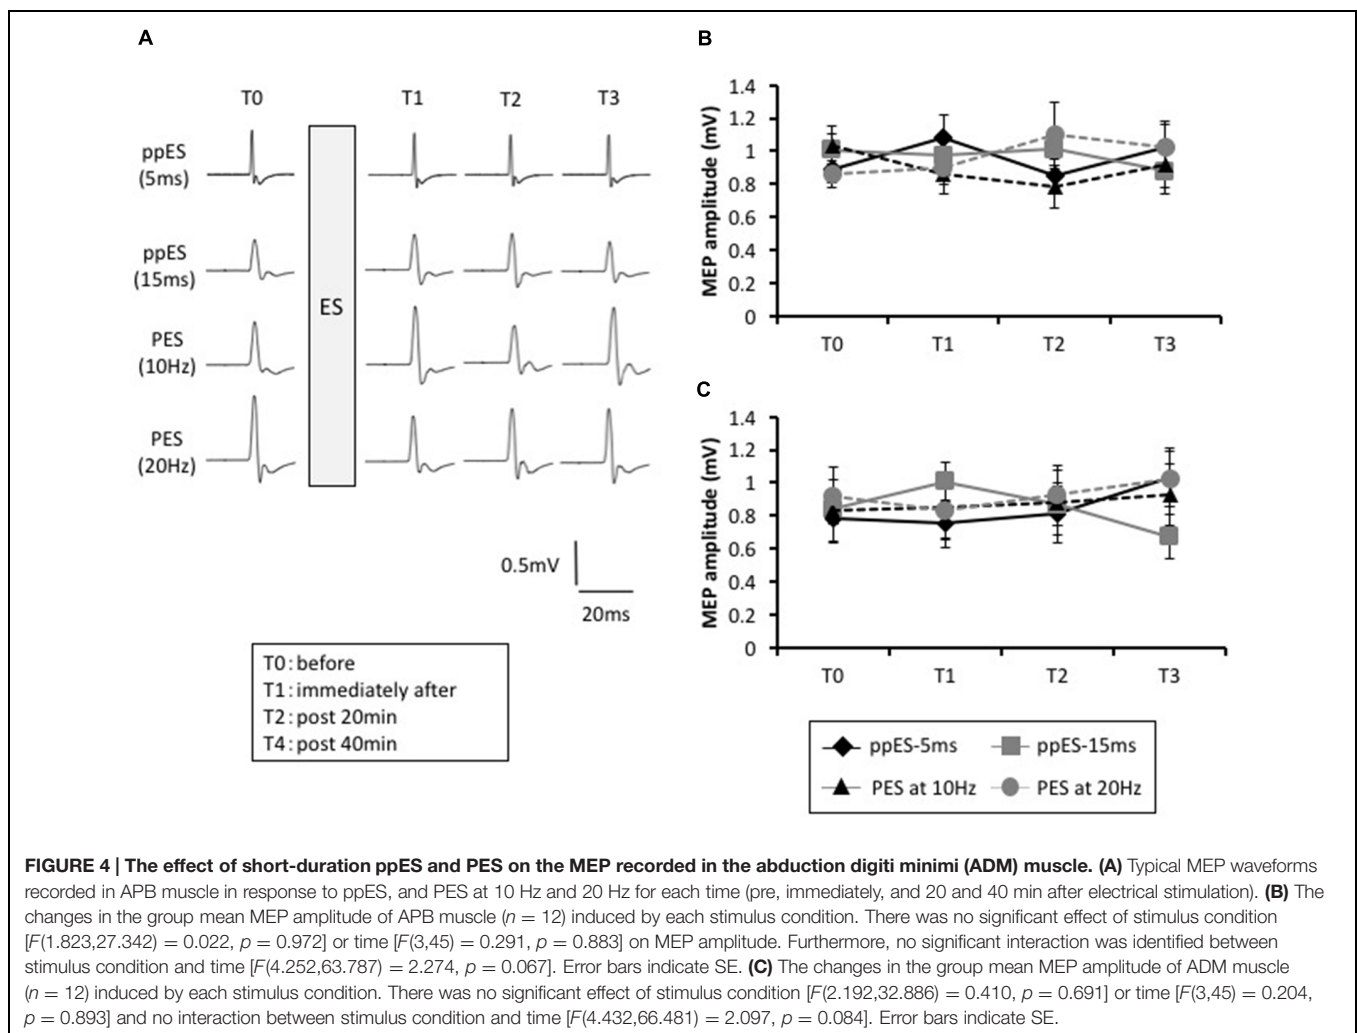 A
T0
T1
T2
T3
ppES
(5ms)
ppES
(15ms)
PES
(10Hz)
PES
(20Hz)
ES
0.5mV
20ms
T0: before
T1: immediately after
T2: post 20min
T4: post 40min
B
MEP amplitude (mV)
1.4
1.2
1
0.8
0.6
0.4
0.2
0
T0
T1
T2
T3
C
MEP amplitude (mV)
1.4
1.2
1
0.8
0.6
0.4
0.2
0
T0
T1
T2
T3
ppES-5ms
ppES-15ms
PES at 10Hz
PES at 20Hz
FIGURE 4 | The effect of short-duration ppES and PES on the MEP recorded in the abduction digiti minimi (ADM) muscle. (A) Typical MEP waveforms
recorded in APB muscle in response to ppES, and PES at 10 Hz and 20 Hz for each time (pre, immediately, and 20 and 40 min after electrical stimulation). (B) The
changes in the group mean MEP amplitude of APB muscle (n = 12) induced by each stimulus condition. There was no significant effect of stimulus condition
[F(1.823,27.342) = 0.022, p = 0.972] or time [F(3,45) = 0.291, p = 0.883] on MEP amplitude. Furthermore, no significant interaction was identified between
stimulus condition and time [F(4.252,63.787) = 2.274, p = 0.067]. Error bars indicate SE. (C) The changes in the group mean MEP amplitude of ADM muscle
(n = 12) induced by each stimulus condition. There was no significant effect of stimulus condition [F(2.192,32.886) = 0.410, p = 0.691] or time [F(3,45) = 0.204,
p = 0.893] and no interaction between stimulus condition and time [F(4.432,66.481) = 2.097, p = 0.084]. Error bars indicate SE.